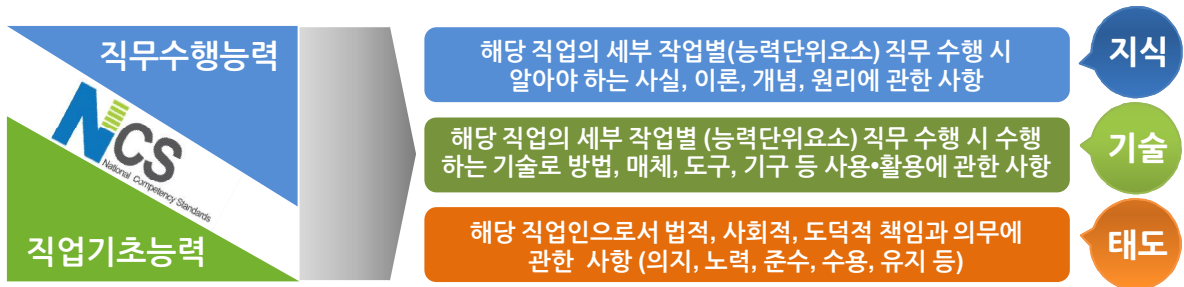 직무수행능력
NCS
National Competency Standards
직업기초능력
해당 직업의 세부 작업별(능력단위요소) 직무 수행 시
알아야 하는 사실, 이론, 개념, 원리에 관한 사항
지식
해당 직업의 세부 작업별 (능력단위요소) 직무 수행 시 수행
하는 기술로 방법, 매체, 도구, 기구 등 사용•활용에 관한 사항
기술
해당 직업인으로서 법적, 사회적, 도덕적 책임과 의무에
관한 사항 (의지, 노력, 준수, 수용, 유지 등)
태도